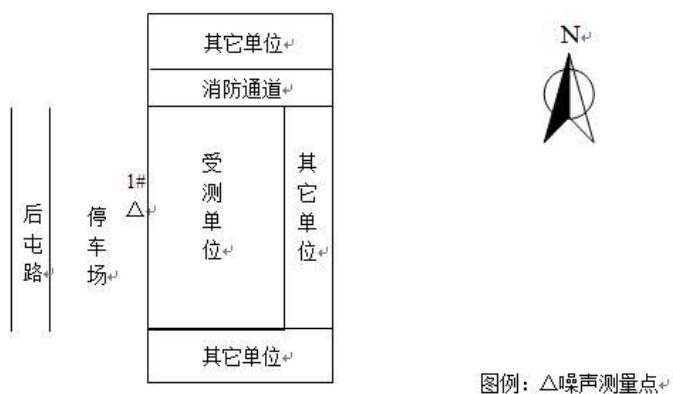 其它单位
N
消防通道
1#
△
受测单位
其它单位
后屯路
停车场
其它单位
图例：△噪声测量点